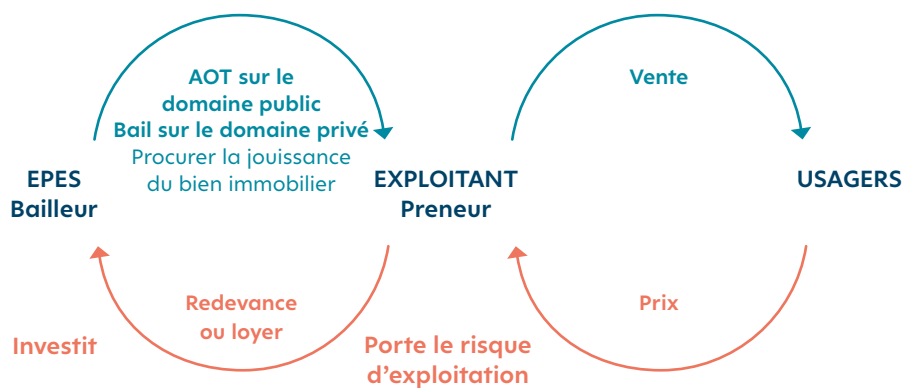 AOT sur le
domaine public
Bail sur le domaine privé
Procurer la jouissance
du bien immobilier
Vente
EPES
Bailleur
EXPLOITANT
Preneur
USAGERS
Redevance
ou loyer
Prix
Investit
Porte le risque
d’exploitation